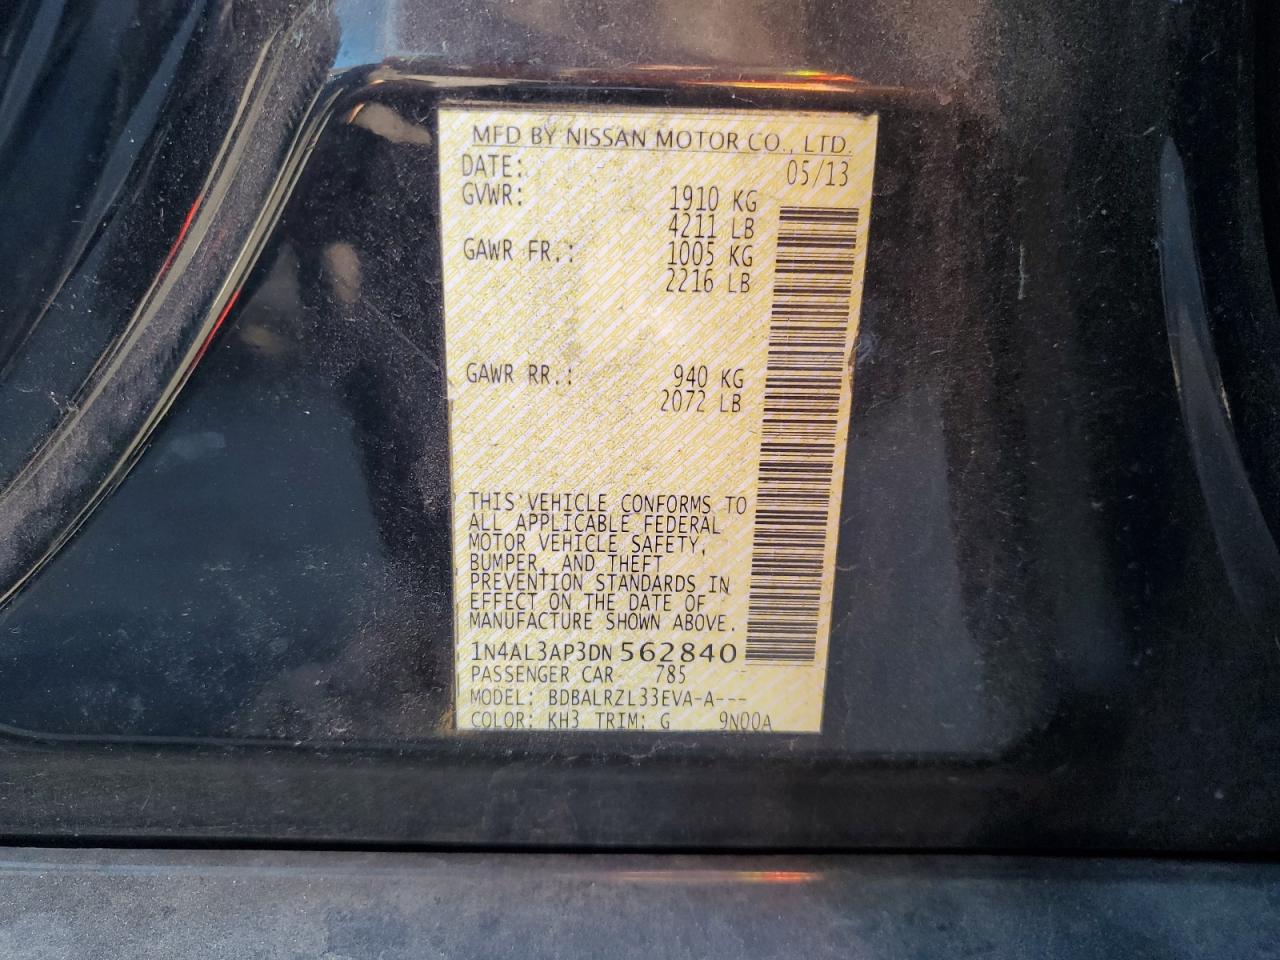 MFD BY NISSAN MOTOR CO., LTD.
DATE: 05/13
GVWR: 1910 KG
4211 LB
GAWR FR.: 1005 KG
2216 LB
GAWR RR.: 940 KG
2072 LB
THIS VEHICLE CONFORMS TO
ALL APPLICABLE FEDERAL
MOTOR VEHICLE SAFETY,
BUMPER, AND THEFT
PREVENTION STANDARDS IN
EFFECT ON THE DATE OF
MANUFACTURE SHOWN ABOVE.
1N4AL3AP3DN562840
PASSENGER CAR 785
MODEL: BDBALRZL33EVA-A---
COLOR: KH3 TRIM: G 9N00A